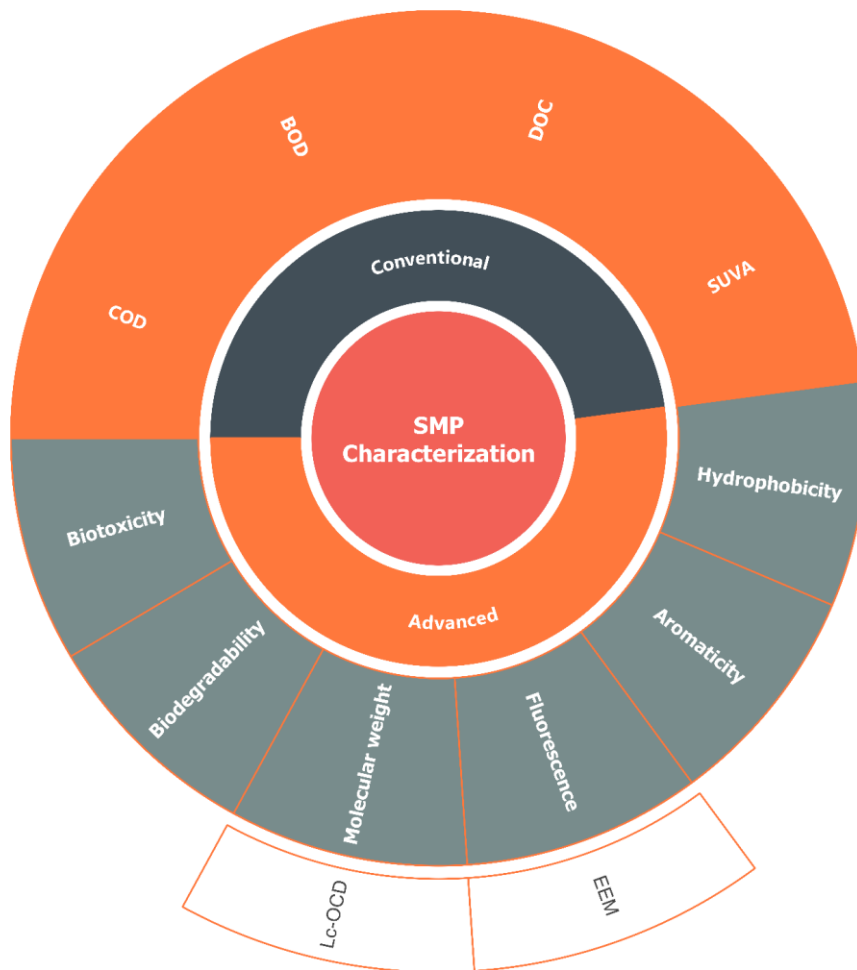 BOD
DOC
COD
SUVA
Conventional
SMP
Characterization
Advanced
Biotoxicity
Biodegradability
Molecular weight
Fluorescence
Aromaticity
Hydrophobicity
Lc-OCD
EEM